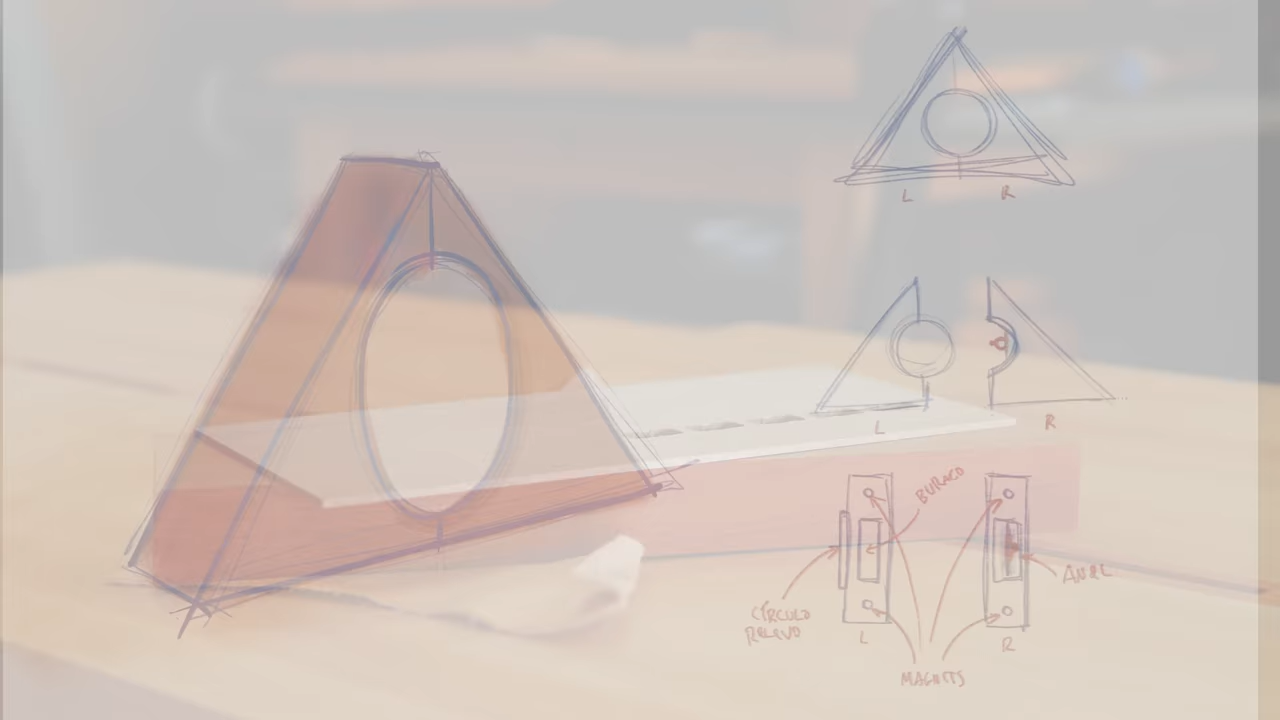 L R
L R
BURACO
ANEL
CÍRCULO
RELEVO
L R
MAGNETS